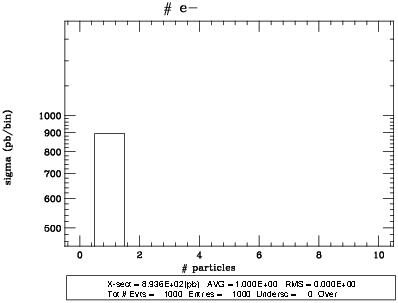 # e−
sigma (pb/bin)
1000
900
800
700
600
500
0 2 4 6 8 10
# particles
X-sect = 8.936E+02(pb) AVG = 1.000E+00 RMS = 0.000E+00
Tot # Evts = 1000 Entries = 1000 Undersc = 0 Over